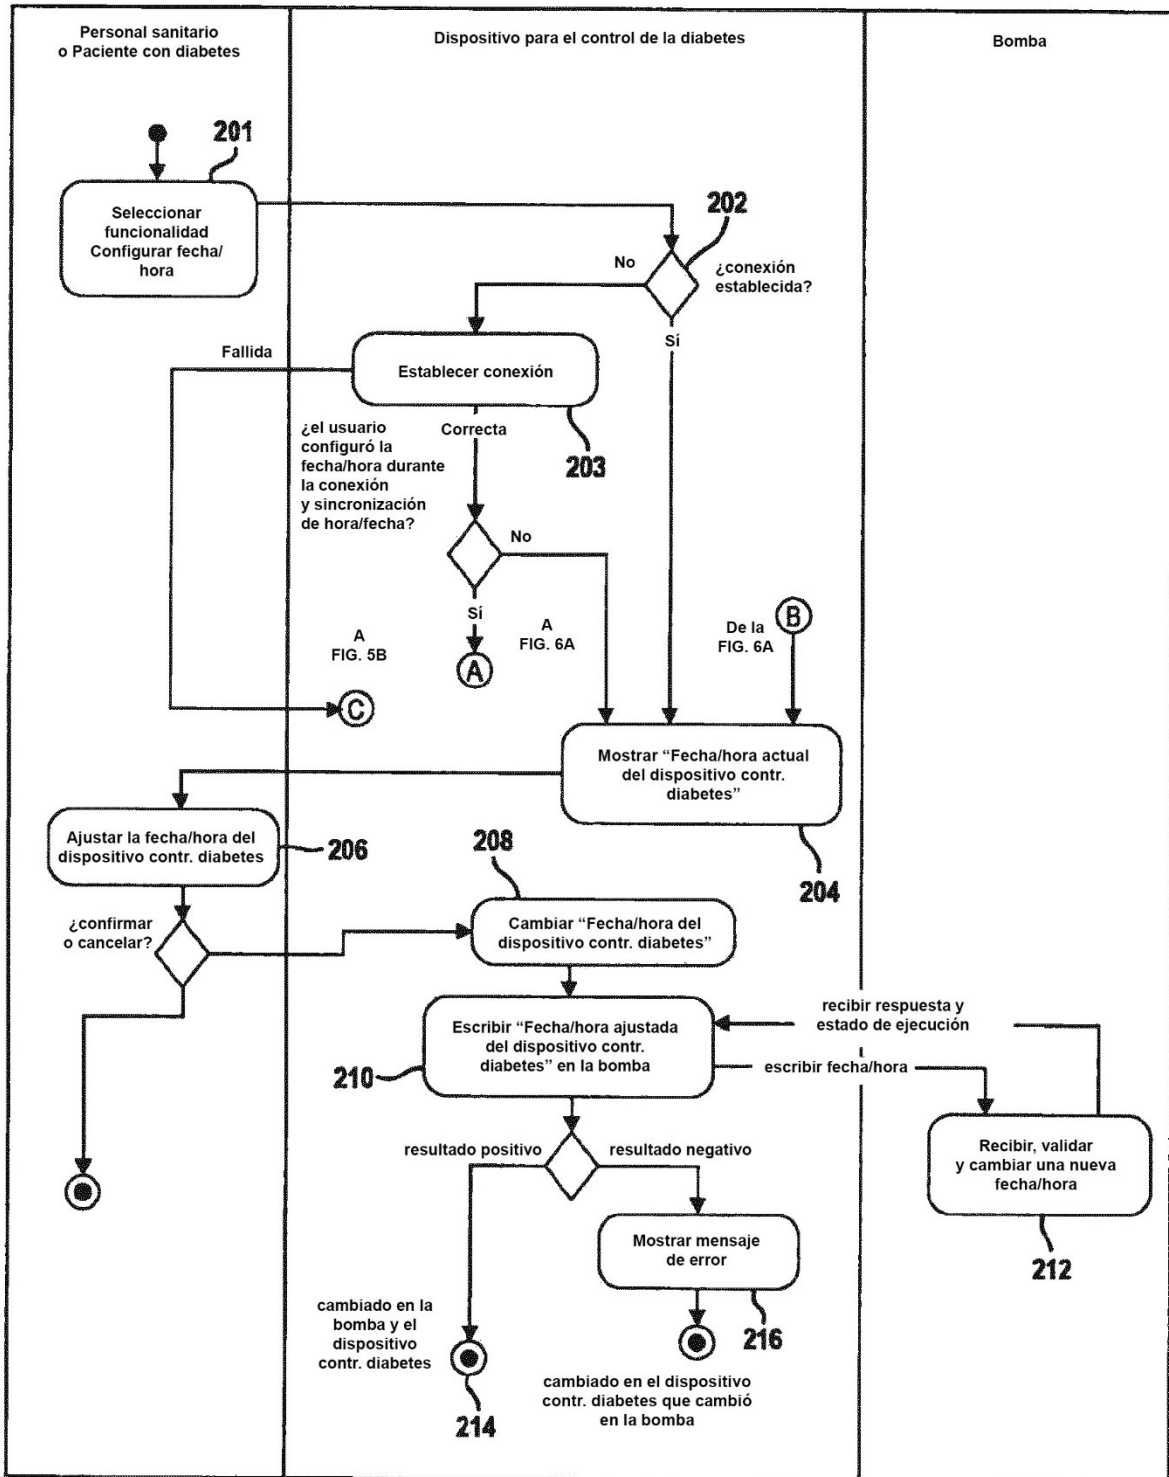 Personal sanitario
o Paciente con diabetes
Dispositivo para el control de la diabetes
Bomba
201
Seleccionar
funcionalidad
Configurar fecha/
hora
202
No
¿conexión
establecida?
Sí
Fallida
Establecer conexión
203
¿el usuario
configuró la
fecha/hora durante
la conexión
y sincronización
de hora/fecha?
Correcta
No
Sí
A
FIG. 5B
A
FIG. 6A
De la
FIG. 6A
B
A
C
Mostrar “Fecha/hora actual
del dispositivo contr.
diabetes”
204
Ajustar la fecha/hora del
dispositivo contr. diabetes
206
208
¿confirmar
o cancelar?
Cambiar “Fecha/hora del
dispositivo contr. diabetes”
Escribir “Fecha/hora ajustada
del dispositivo contr.
diabetes” en la bomba
210
recibir respuesta y
estado de ejecución
escribir fecha/hora
Recibir, validar
y cambiar una nueva
fecha/hora
212
resultado positivo
resultado negativo
Mostrar mensaje
de error
216
cambiado en la
bomba y el
dispositivo
contr. diabetes
214
cambiado en el dispositivo
contr. diabetes que cambió
en la bomba